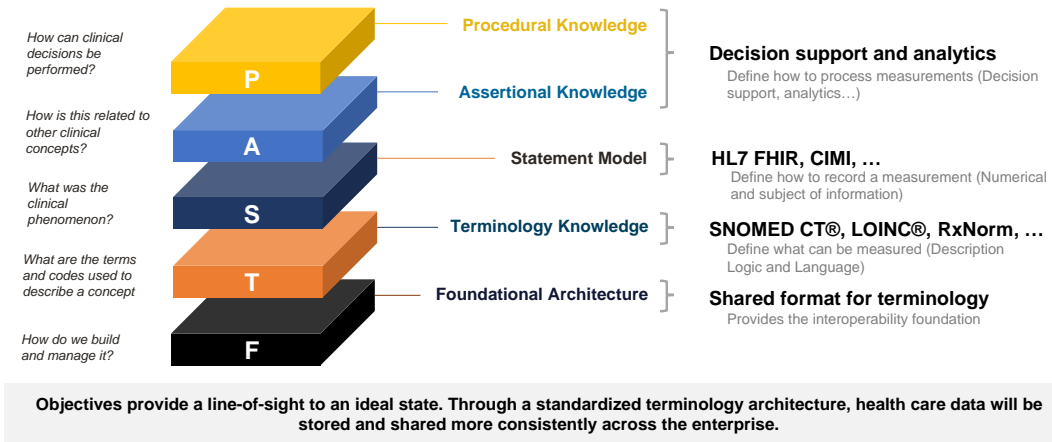 How can clinical
decisions be
performed?
P
Procedural Knowledge
Decision support and analytics
Define how to process measurements (Decision
support, analytics…)
How is this related to
other clinical
concepts?
A
Assertional Knowledge
What was the
clinical
phenomenon?
S
Statement Model
HL7 FHIR, CIMI, …
Define how to record a measurement (Numerical
and subject of information)
What are the terms
and codes used to
describe a concept
T
Terminology Knowledge
SNOMED CT®, LOINC®, RxNorm, …
Define what can be measured (Description
Logic and Language)
How do we build
and manage it?
F
Foundational Architecture
Shared format for terminology
Provides the interoperability foundation
Objectives provide a line-of-sight to an ideal state. Through a standardized terminology architecture, health care data will be
stored and shared more consistently across the enterprise.